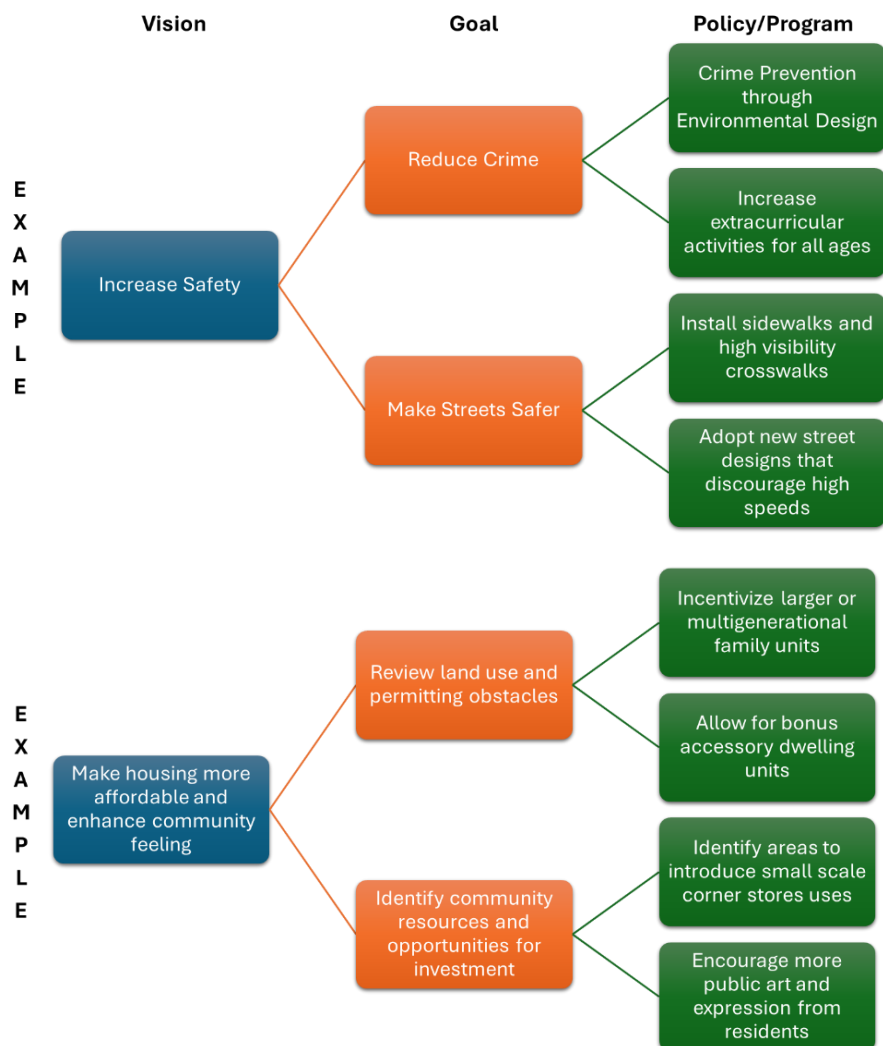 Vision
Goal
Policy/Program
E
X
A
M
P
L
E
Increase Safety
Reduce Crime
Crime Prevention
through
Environmental Design
Increase
extracurricular
activities for all ages
Make Streets Safer
Install sidewalks and
high visibility
crosswalks
Adopt new street
designs that
discourage high
speeds
E
X
A
M
P
L
E
Make housing more
affordable and
enhance community
feeling
Review land use and
permitting obstacles
Incentivize larger or
multigenerational
family units
Allow for bonus
accessory dwelling
units
Identify community
resources and
opportunities for
investment
Identify areas to
introduce small scale
corner stores uses
Encourage more
public art and
expression from
residents